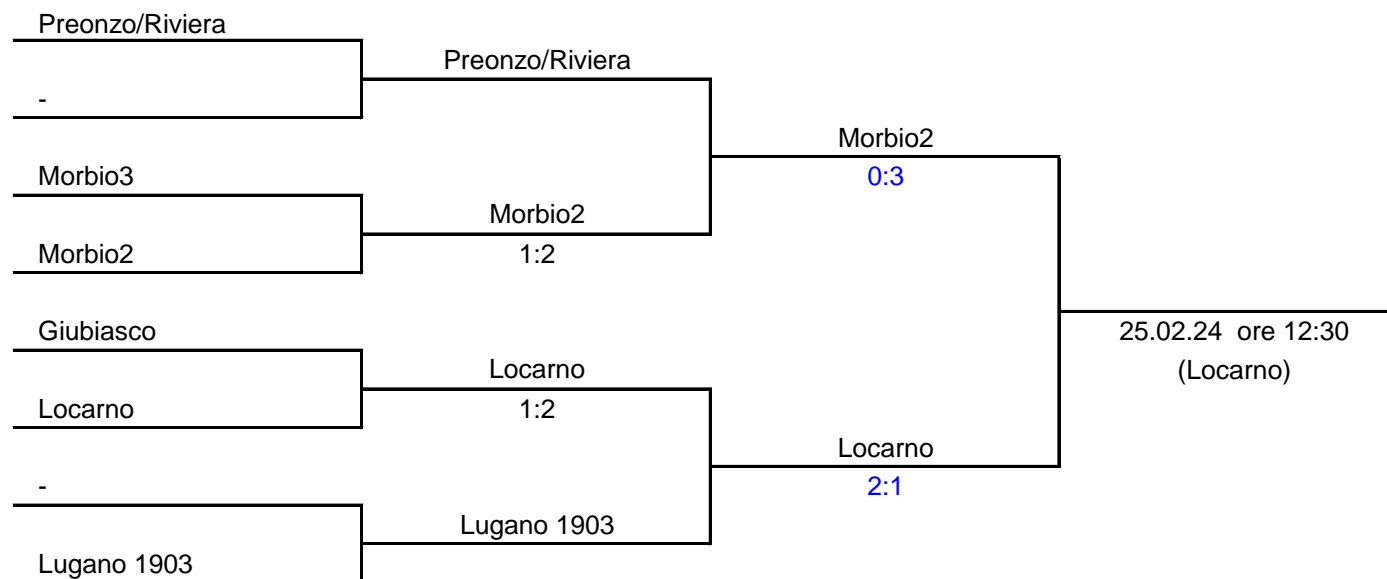 Preonzo/Riviera
Preonzo/Riviera
-
Morbio2
0:3
Morbio3
Morbio2
1:2
Morbio2
Giubiasco
25.02.24 ore 12:30
(Locarno)
Locarno
1:2
Locarno
Locarno
2:1
-
Lugano 1903
Lugano 1903